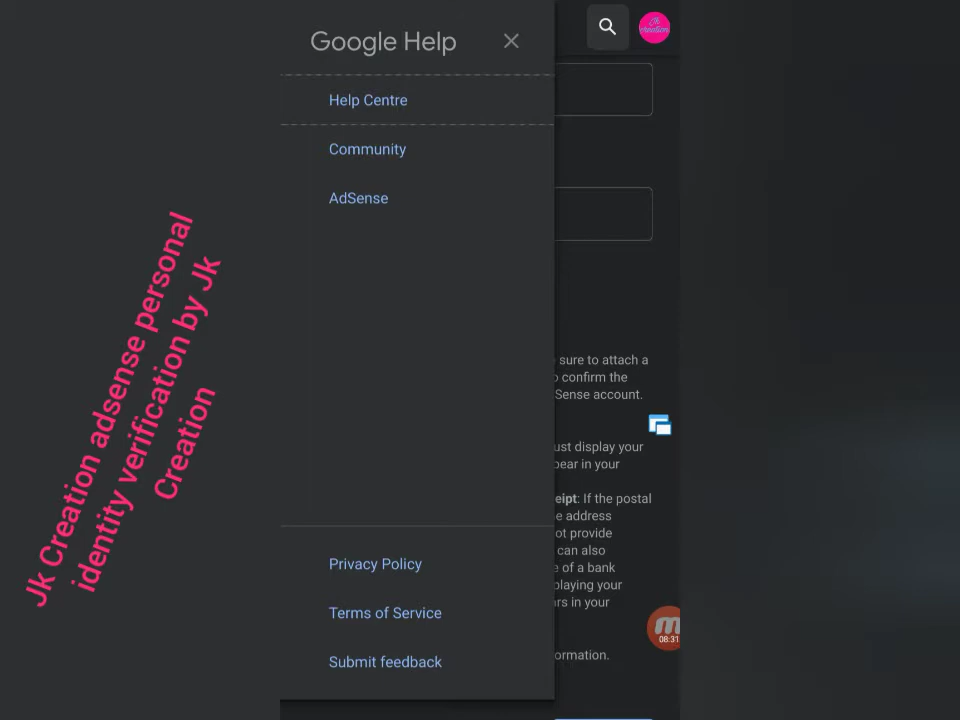 Google Help
Help Centre
Community
AdSense
sure to attach a
confirm the
Sense account.
ust display your
pear in your
eipt: If the postal
e address
ot provide
can also
e of a bank
playing your
rs in your
ormation.
Privacy Policy
Terms of Service
Submit feedback
08:31
Jk Creation adsense personal
identity verification by Jk
Creation